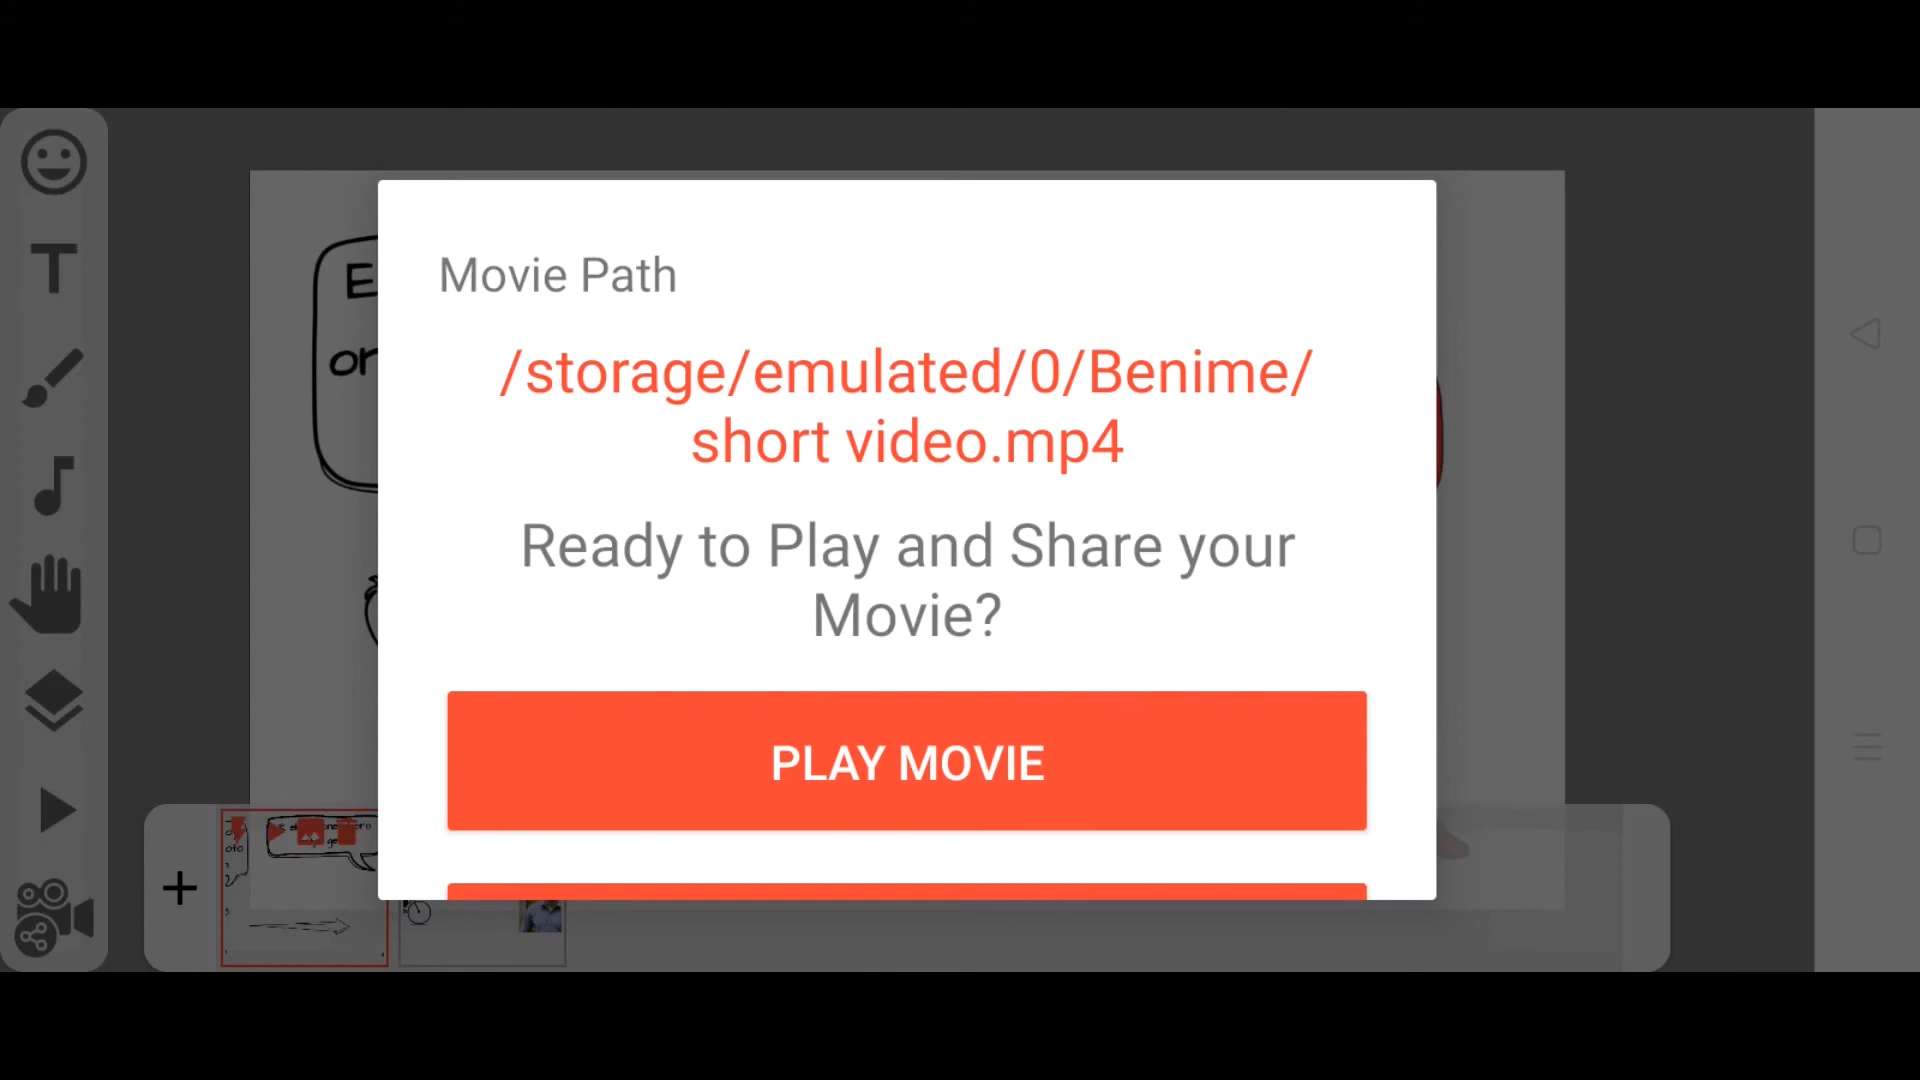 Movie Path
/storage/emulated/0/Benime/
short video.mp4
Ready to Play and Share your
Movie?
PLAY MOVIE